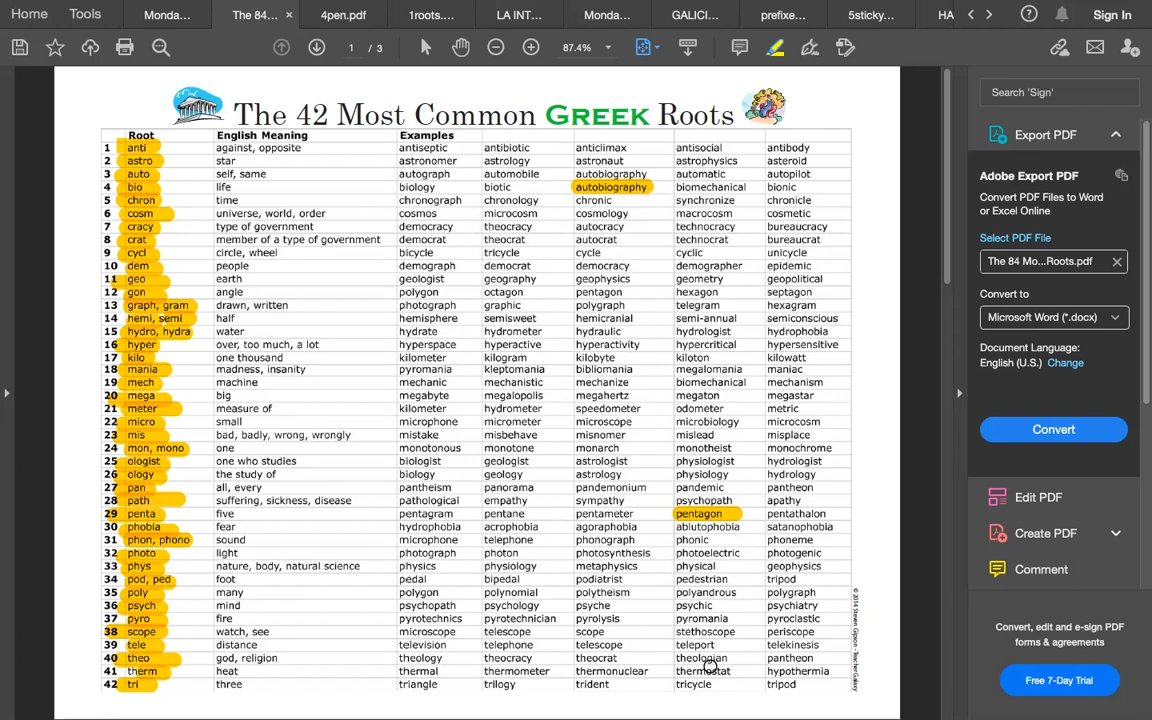 Home Tools Monda... The 84... × 4pen.pdf 1roots.... LA INT... Monda... GALICI... prefixe... 5sticky... HA Sign In
1 / 3 87.4%
The 42 Most Common GREEK Roots
Root English Meaning Examples
1 anti against, opposite antiseptic antibiotic anticlimax antisocial antibody
2 astro star astronomer astrology astronaut astrophysics asteroid
3 auto self, same autograph automobile autobiography automatic autopilot
4 bio life biology biotic autobiography biomechanical bionic
5 chron time chronograph chronology chronic synchronize chronicle
6 cosm universe, world, order cosmos microcosm cosmology macrocosm cosmetic
7 cracy type of government democracy theocracy autocracy technocracy bureaucracy
8 crat member of a type of government democrat theocrat autocrat technocrat bureaucrat
9 cycl circle, wheel bicycle tricycle cycle cyclic unicycle
10 dem people demograph democrat democracy demographer epidemic
11 geo earth geologist geography geophysics geometry geopolitical
12 gon angle polygon octagon pentagon hexagon septagon
13 graph, gram drawn, written photograph graphic polygraph telegram hexagram
14 hemi, semi half hemisphere semisweet hemicranial semi-annual semiconscious
15 hydro, hydra water hydrate hydrometer hydraulic hydrologist hydrophobia
16 hyper over, too much, a lot hyperspace hyperactive hyperactivity hypercritical hypersensitive
17 kilo one thousand kilometer kilogram kilobyte kiloton kilowatt
18 mania madness, insanity pyromania kleptomania bibliomania megalomania maniac
19 mech machine mechanic mechanistic mechanize biomechanical mechanism
20 mega big megabyte megalopolis megahertz megaton megastar
21 meter measure of kilometer hydrometer speedometer odometer metric
22 micro small microphone micrometer microscope microbiology microcosm
23 mis bad, badly, wrong, wrongly mistake misbehave misnomer mislead misplace
24 mon, mono one monotonous monotone monarch monotheist monochrome
25 ologist one who studies biologist geologist astrologist physiologist hydrologist
26 ology the study of biology geology astrology physiology hydrology
27 pan all, every pantheism panorama pandemonium pandemic pantheon
28 path suffering, sickness, disease pathological empathy sympathy psychopath apathy
29 penta five pentagram pentane pentameter pentagon pentathalon
30 phobia fear hydrophobia acrophobia agoraphobia ablutophobia satanophobia
31 phon, phono sound microphone telephone phonograph phonic phoneme
32 photo light photograph photon photosynthesis photoelectric photogenic
33 phys nature, body, natural science physics physiology metaphysics physical geophysics
34 pod, ped foot pedal bipedal podiatrist pedestrian tripod
35 poly many polygon polynomial polytheism polyandrous polygraph
36 psych mind psychopath psychology psyche psychic psychiatry
37 pyro fire pyrotechnics pyrotechnician pyrolysis pyromania pyroclastic
38 scope watch, see microscope telescope scope stethoscope periscope
39 tele distance television telephone telescope teleport telekinesis
40 theo god, religion theology theocracy theocrat theologian pantheon
41 therm heat thermal thermometer thermonuclear thermostat hypothermia
42 tri three triangle trilogy trident tricycle tripod
Search 'Sign'
Export PDF
Adobe Export PDF
Convert PDF Files to Word
or Excel Online
Select PDF File
The 84 Mo...Roots.pdf
Convert to
Microsoft Word (*.docx)
Document Language:
English (U.S.) Change
Convert
Edit PDF
Create PDF
Comment
Convert, edit and e-sign PDF
forms & agreements
Free 7-Day Trial